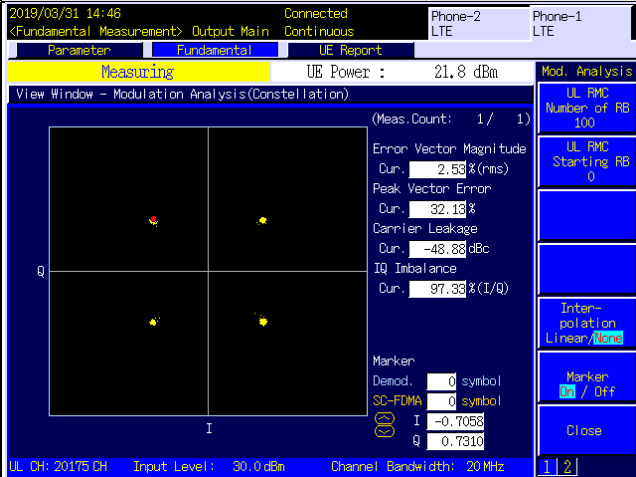 2019/03/31 14:46 Connected Phone-2 Phone-1
<Fundamental Measurement> Output Main Continuous LTE LTE
Parameter Fundamental UE Report
Measuring UE Power : 21.8 dBm Mod. Analysis
View Window - Modulation Analysis(Constellation)
UL RMC
Number of RB
100
(Meas.Count: 1/ 1)
Error Vector Magnitude
Cur. 2.53 %(rms)
UL RMC
Starting RB
0
Peak Vector Error
Cur. 32.13 %
Carrier Leakage
Cur. -48.88 dBc
IQ Imbalance
Cur. 97.33 %(I/Q)
Q
Inter-
polation
Linear/None
Marker
Demod. 0 symbol
SC-FDMA 0 symbol
I -0.7058
Q 0.7310
Marker
On / Off
I
Close
UL CH: 20175 CH Input Level: 30.0 dBm Channel Bandwidth: 20 MHz 1 2